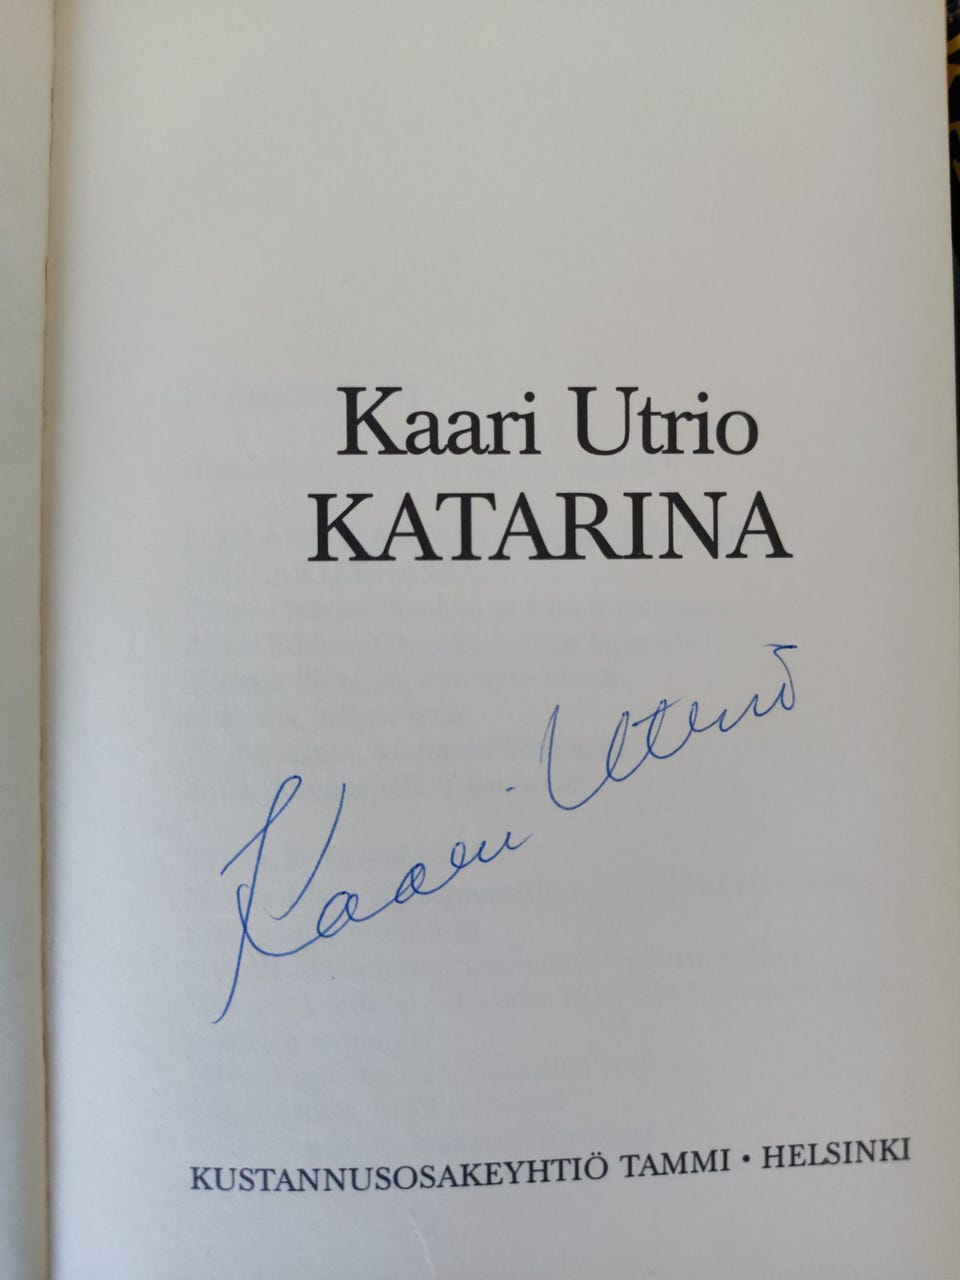 Kaari Utrio
KATARINA
Kaari Utrio
KUSTANNUSOSAKEYHTIÖ TAMMI • HELSINKI